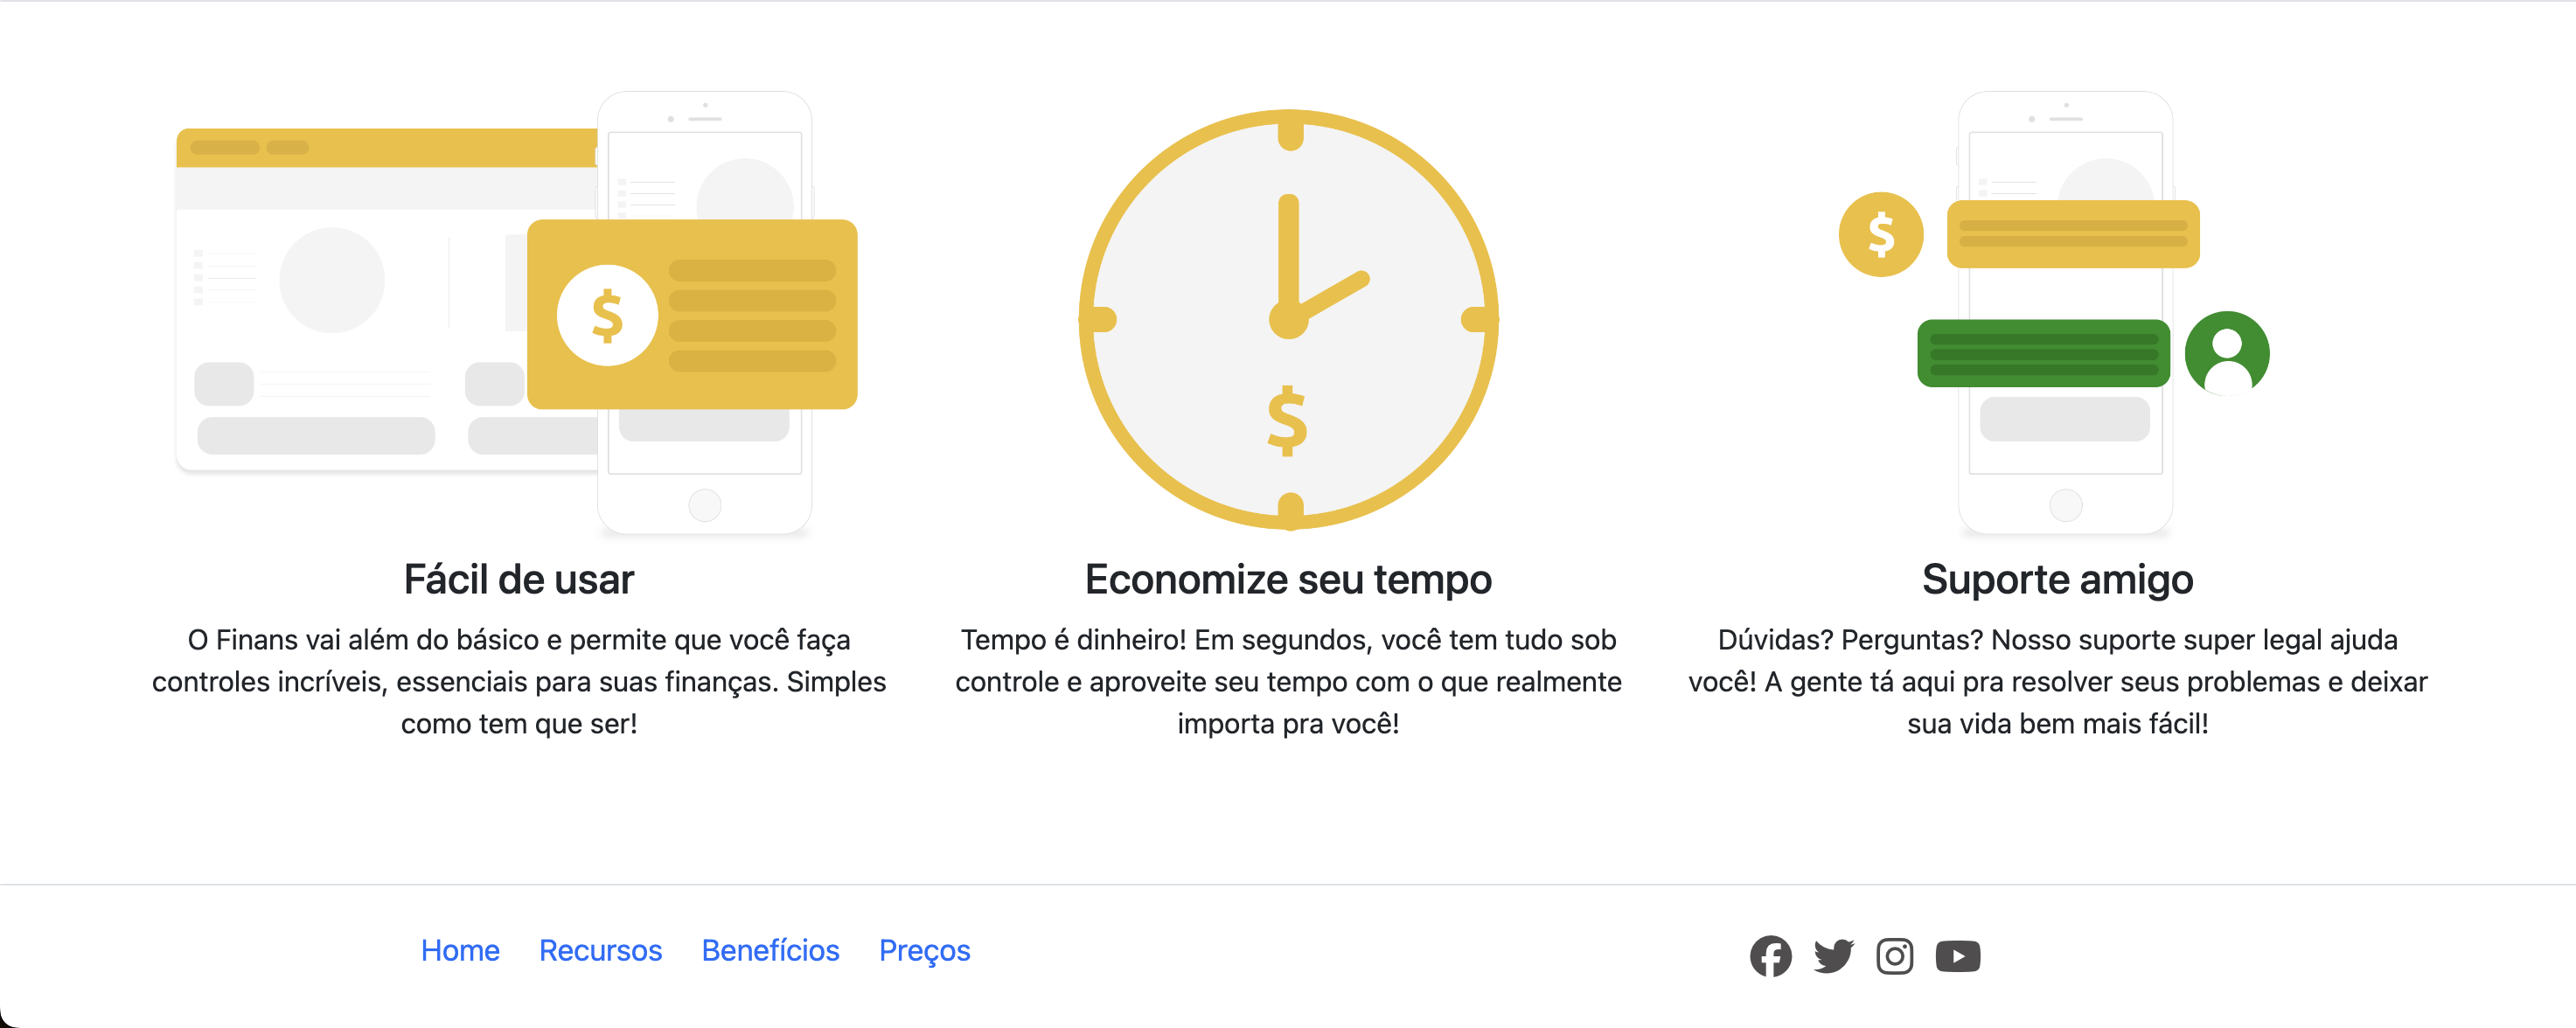 $
$
$
Fácil de usar
O Finans vai além do básico e permite que você faça
controles incríveis, essenciais para suas finanças. Simples
como tem que ser!
Economize seu tempo
Tempo é dinheiro! Em segundos, você tem tudo sob
controle e aproveite seu tempo com o que realmente
importa pra você!
Suporte amigo
Dúvidas? Perguntas? Nosso suporte super legal ajuda
você! A gente tá aqui pra resolver seus problemas e deixar
sua vida bem mais fácil!
Home Recursos Benefícios Preços